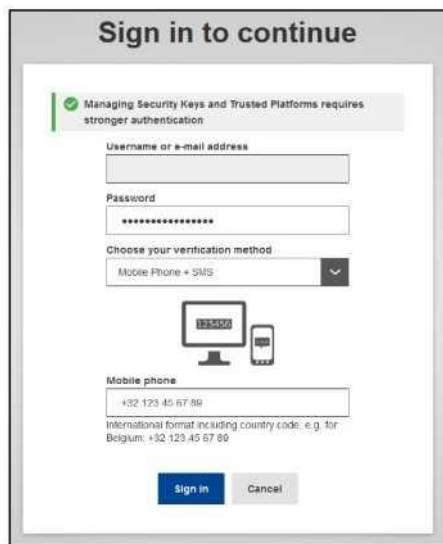 Sign in to continue
Managing Security Keys and Trusted Platforms requires
stronger authentication
Username or e-mail address
Password
••••••••••••••••
Choose your verification method
Mobile Phone + SMS
123456
Mobile phone
+32 123 45 67 89
International format including country code, e.g. for
Belgium: +32 123 45 67 89
Sign in
Cancel